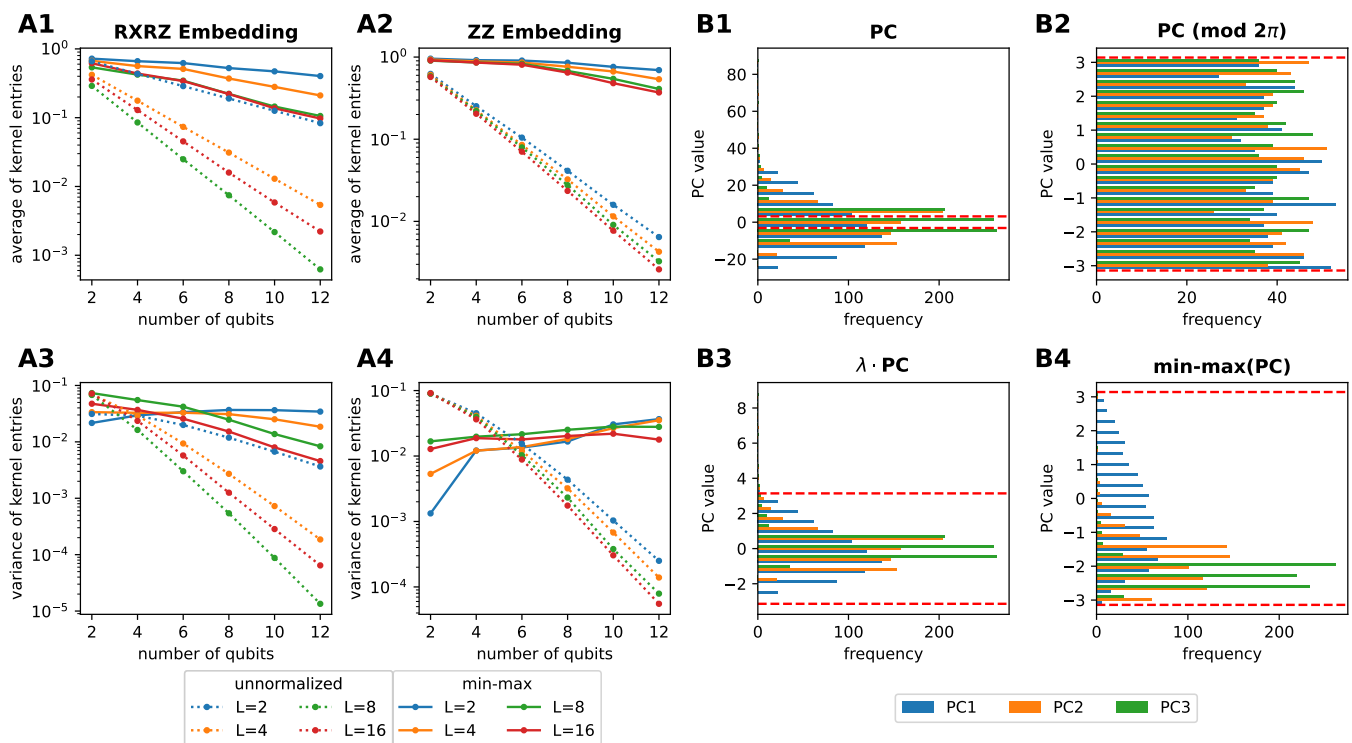 A1
RXRZ Embedding
average of kernel entries
10^0
10^-1
10^-2
10^-3
2 4 6 8 10 12
number of qubits
A2
ZZ Embedding
average of kernel entries
10^0
10^-1
10^-2
2 4 6 8 10 12
number of qubits
B1
PC
PC value
80
60
40
20
0
−20
0 100 200
frequency
B2
PC (mod 2π)
PC value
3
2
1
0
−1
−2
−3
0 20 40
frequency
A3
variance of kernel entries
10^-1
10^-2
10^-3
10^-4
10^-5
2 4 6 8 10 12
number of qubits
A4
variance of kernel entries
10^-1
10^-2
10^-3
10^-4
2 4 6 8 10 12
number of qubits
B3
λ · PC
PC value
8
6
4
2
0
−2
0 100 200
frequency
B4
min-max(PC)
PC value
3
2
1
0
−1
−2
−3
0 100 200
frequency
unnormalized
L=2 L=8
L=4 L=16
min-max
L=2 L=8
L=4 L=16
PC1 PC2 PC3